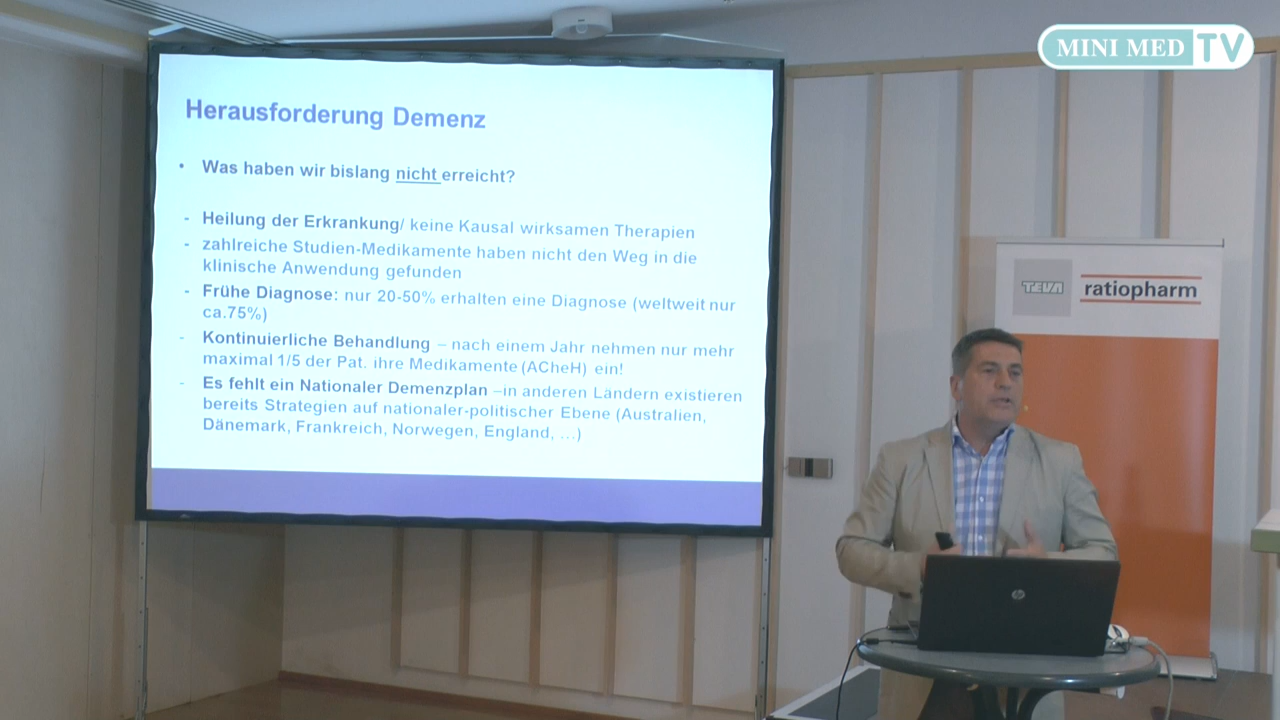 MINI MED TV
Herausforderung Demenz
• Was haben wir bislang nicht erreicht?
- Heilung der Erkrankung/ keine Kausal wirksamen Therapien
- zahlreiche Studien-Medikamente haben nicht den Weg in die
klinische Anwendung gefunden
- Frühe Diagnose: nur 20-50% erhalten eine Diagnose (weltweit nur
ca.75%)
- Kontinuierliche Behandlung – nach einem Jahr nehmen nur mehr
maximal 1/5 der Pat. ihre Medikamente (ACheH) ein!
- Es fehlt ein Nationaler Demenzplan –in anderen Ländern existieren
bereits Strategien auf nationaler-politischer Ebene (Australien,
Dänemark, Frankreich, Norwegen, England, …)
TEVA ratiopharm
hp